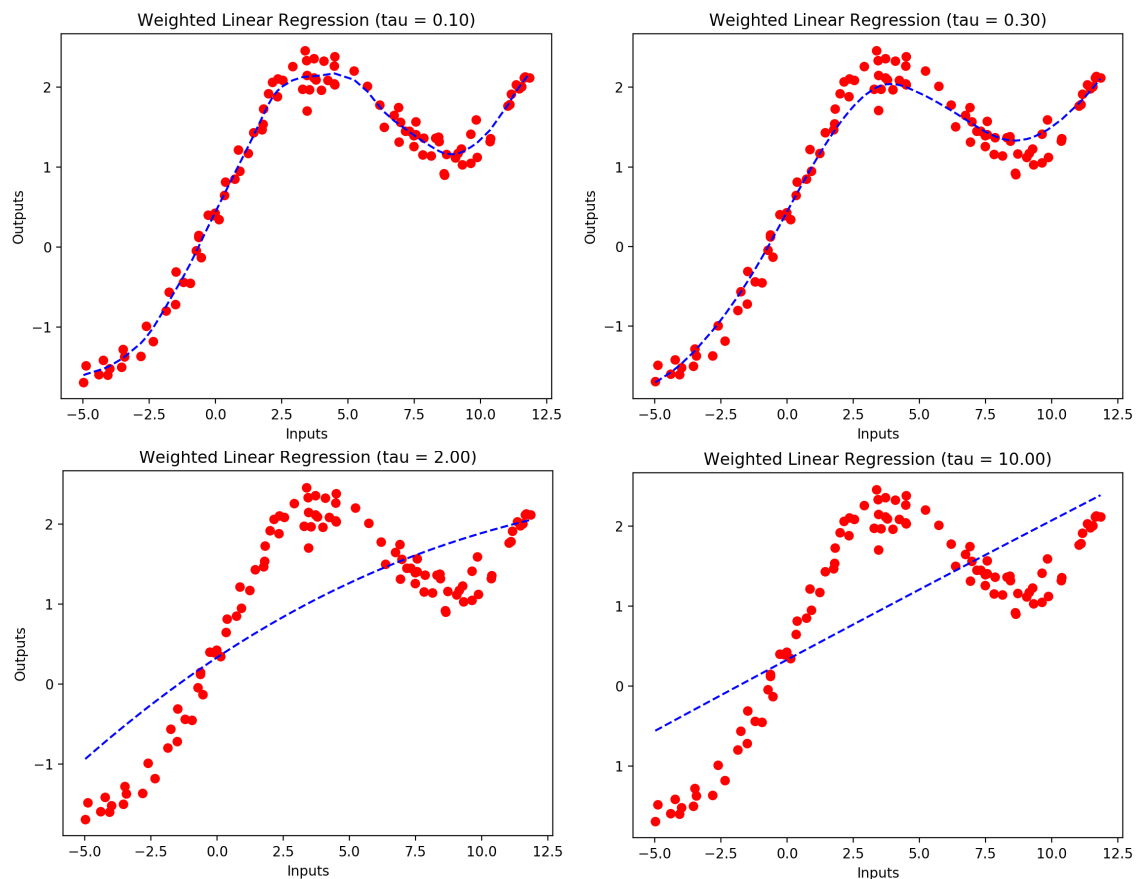 Weighted Linear Regression (tau = 0.10)
2
1
0
−1
Outputs
−5.0 −2.5 0.0 2.5 5.0 7.5 10.0 12.5
Inputs
Weighted Linear Regression (tau = 0.30)
2
1
0
−1
Outputs
−5.0 −2.5 0.0 2.5 5.0 7.5 10.0 12.5
Inputs
Weighted Linear Regression (tau = 2.00)
2
1
0
−1
Outputs
−5.0 −2.5 0.0 2.5 5.0 7.5 10.0 12.5
Inputs
Weighted Linear Regression (tau = 10.00)
2
1
0
1
−5.0 −2.5 0.0 2.5 5.0 7.5 10.0 12.5
Inputs